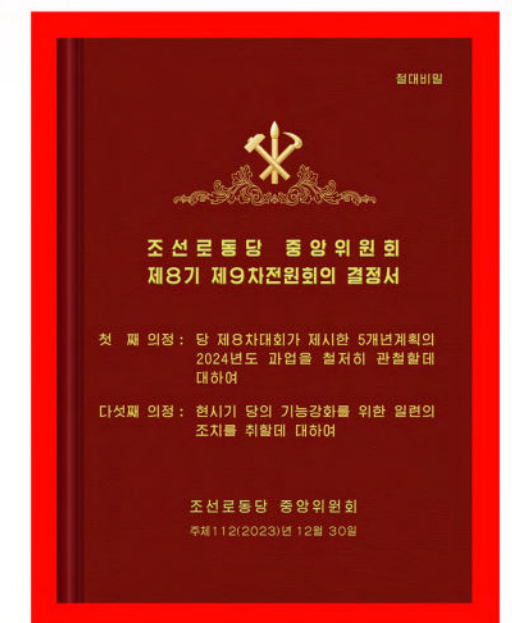 절대비밀
조선로동당 중앙위원회
제8기 제9차전원회의 결정서
첫 째 의정 : 당 제8차대회가 제시한 5개년계획의
2024년도 과업을 철저히 관철할데
대하여
다섯째 의정 : 현시기 당의 기능강화를 위한 일련의
조치를 취할데 대하여
조선로동당 중앙위원회
주체112(2023)년 12월 30일